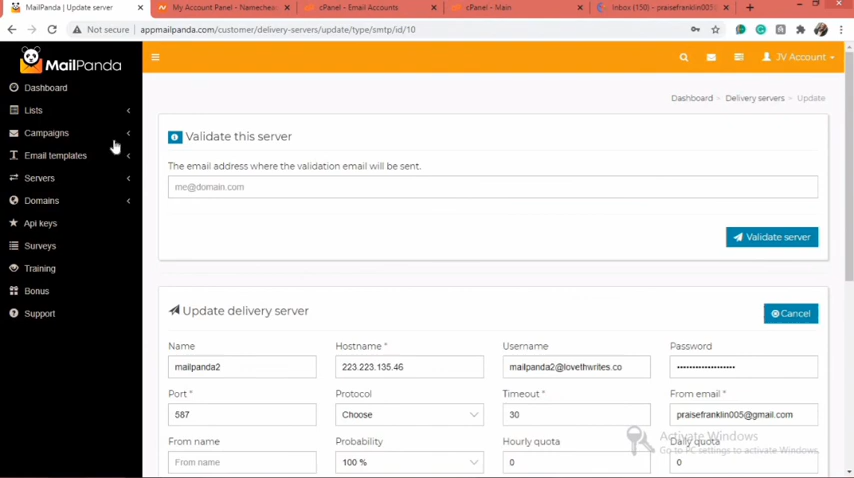 MailPanda | Update server
My Account Panel - Namecheap
cPanel - Email Accounts
cPanel - Main
Inbox (150) - praisefranklin005@
Not secure | appmailpanda.com/customer/delivery-servers/update/type/smtp/id/10
MailPanda
JV Account
Dashboard
Lists
Campaigns
Email templates
Servers
Domains
Api keys
Surveys
Training
Bonus
Support
Dashboard > Delivery servers > Update
Validate this server
The email address where the validation email will be sent.
me@domain.com
Validate server
Update delivery server
Cancel
Name Hostname * Username Password
mailpanda2 223.223.135.46 mailpanda2@lovethwrites.co ••••••••••••••••••
Port * Protocol Timeout * From email *
587 Choose 30 praisefranklin005@gmail.com
From name Probability Hourly quota Daily quota
From name 100 % 0 0
Activate Windows
Go to PC settings to activate Windows.